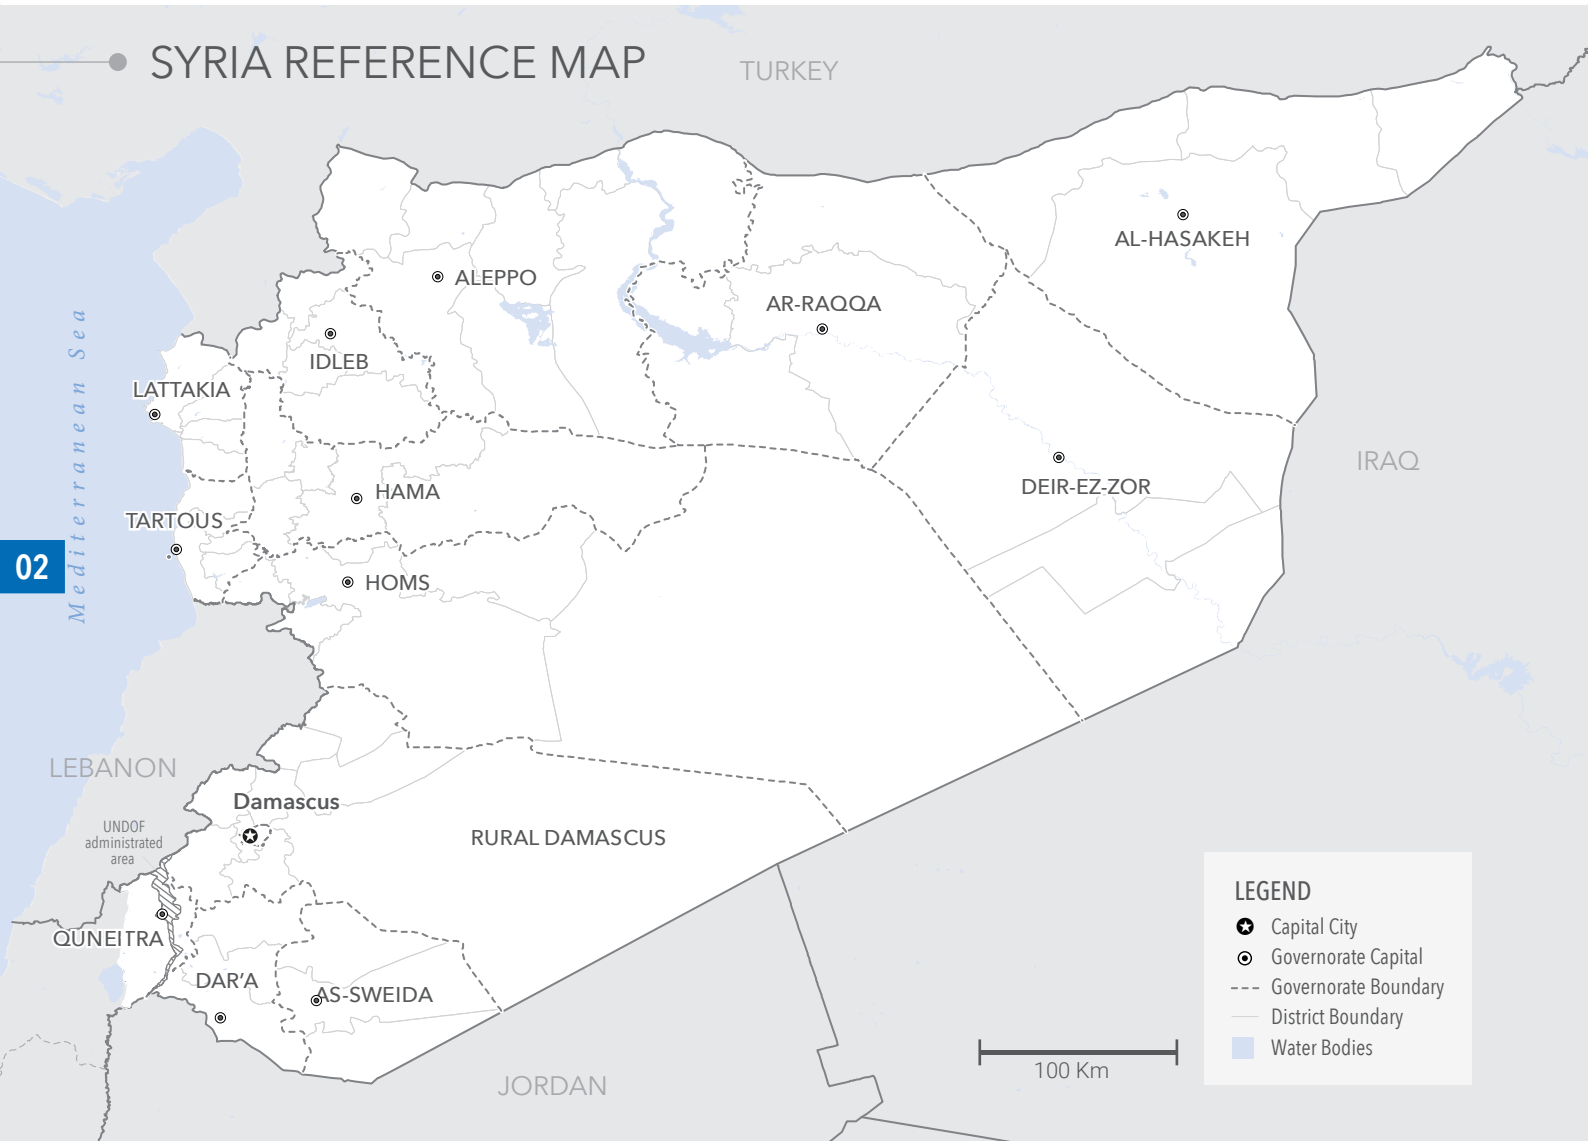 SYRIA REFERENCE MAP
TURKEY
AL-HASAKEH
ALEPPO
AR-RAQQA
IDLEB
LATTAKIA
Mediterranean Sea
IRAQ
DEIR-EZ-ZOR
HAMA
TARTOUS
02
HOMS
LEBANON
Damascus
UNDOF
administrated
area
RURAL DAMASCUS
QUNEITRA
DAR'A
AS-SWEIDA
JORDAN
LEGEND
Capital City
Governorate Capital
Governorate Boundary
District Boundary
Water Bodies
100 Km